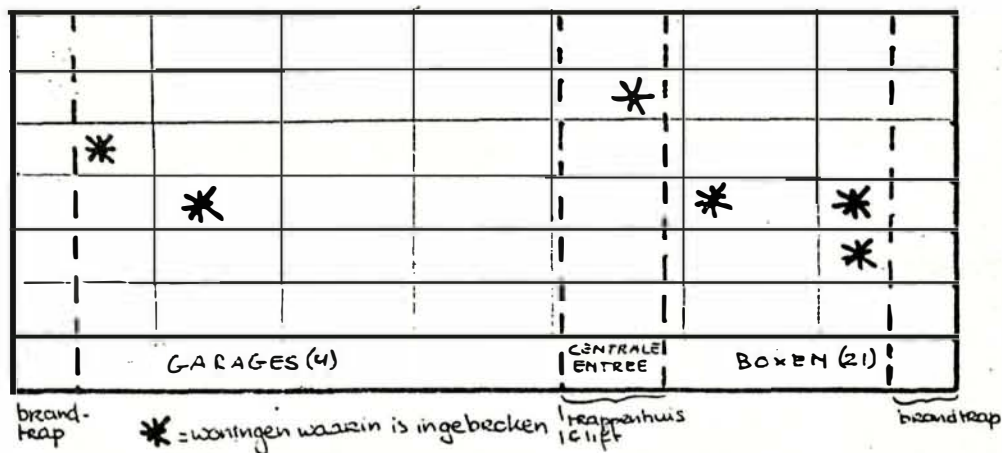 GARAGES (4)
CENTRALE
ENTREE
BOXEN (21)
brand-
trap
= woningen waarin is ingebroken
trappenhuis
& lift
brandtrap